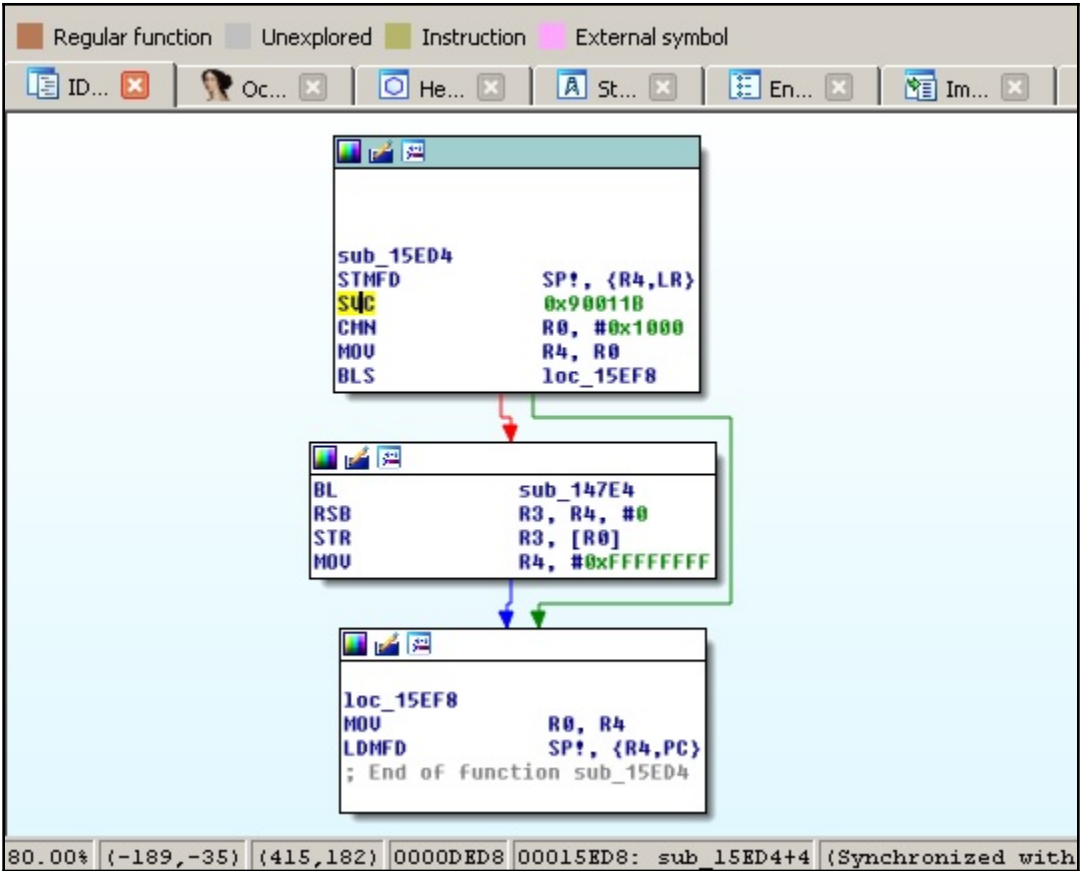 Regular function Unexplored Instruction External symbol
ID... Oc... He... St... En... Im...
sub_15ED4
STMFD SP!, {R4,LR}
SVC 0x90011B
CMN R0, #0x1000
MOV R4, R0
BLS loc_15EF8
BL sub_147E4
RSB R3, R4, #0
STR R3, [R0]
MOV R4, #0xFFFFFFFF
loc_15EF8
MOV R0, R4
LDMFD SP!, {R4,PC}
; End of function sub_15ED4
80.00% (-189,-35) (415,182) 0000DED8 00015ED8: sub_15ED4+4 (Synchronized with